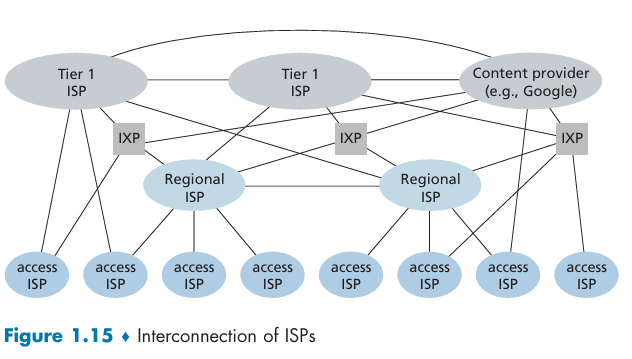 Tier 1
ISP
Tier 1
ISP
Content provider
(e.g., Google)
IXP
IXP
IXP
Regional
ISP
Regional
ISP
access
ISP
access
ISP
access
ISP
access
ISP
access
ISP
access
ISP
access
ISP
access
ISP
Figure 1.15 ♦ Interconnection of ISPs